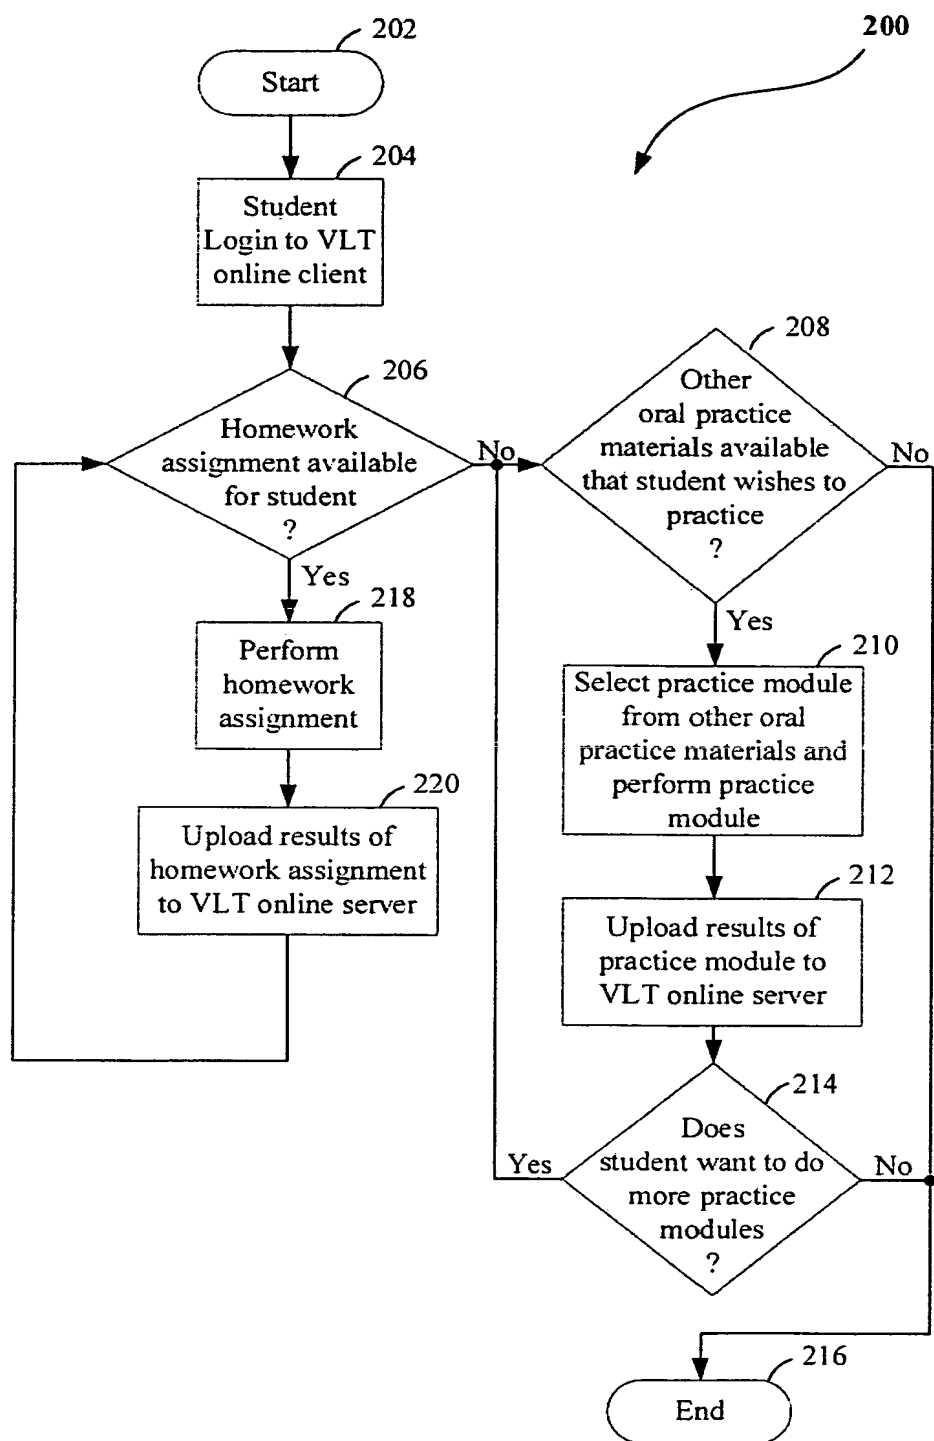 200
202
Start
204
Student
Login to VLT
online client
206
Homework
assignment available
for student
?
No
Yes
208
Other
oral practice
materials available
that student wishes to
practice
?
No
Yes
218
Perform
homework
assignment
220
Upload results of
homework assignment
to VLT online server
210
Select practice module
from other oral
practice materials and
perform practice
module
212
Upload results of
practice module to
VLT online server
214
Does
student want to do
more practice
modules
?
Yes
No
216
End